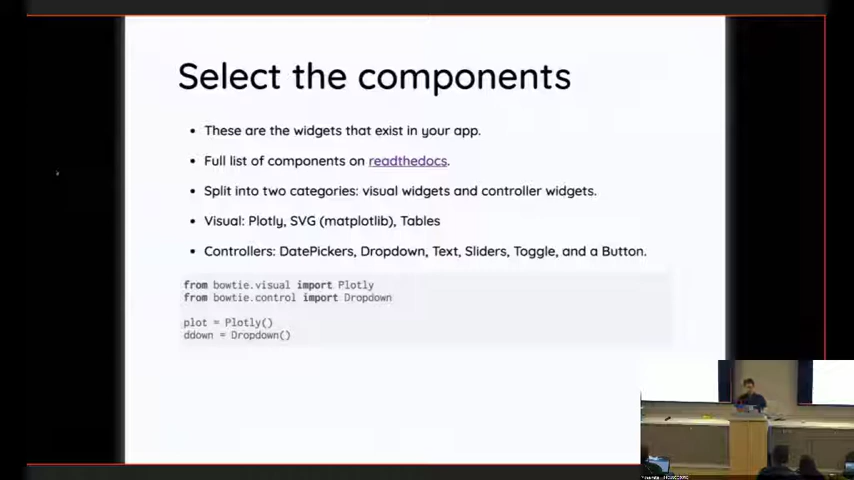 Select the components
These are the widgets that exist in your app.
Full list of components on readthedocs.
Split into two categories: visual widgets and controller widgets.
Visual: Plotly, SVG (matplotlib), Tables
Controllers: DatePickers, Dropdown, Text, Sliders, Toggle, and a Button.
from bowtie.visual import Plotly
from bowtie.control import Dropdown
plot = Plotly()
ddown = Dropdown()